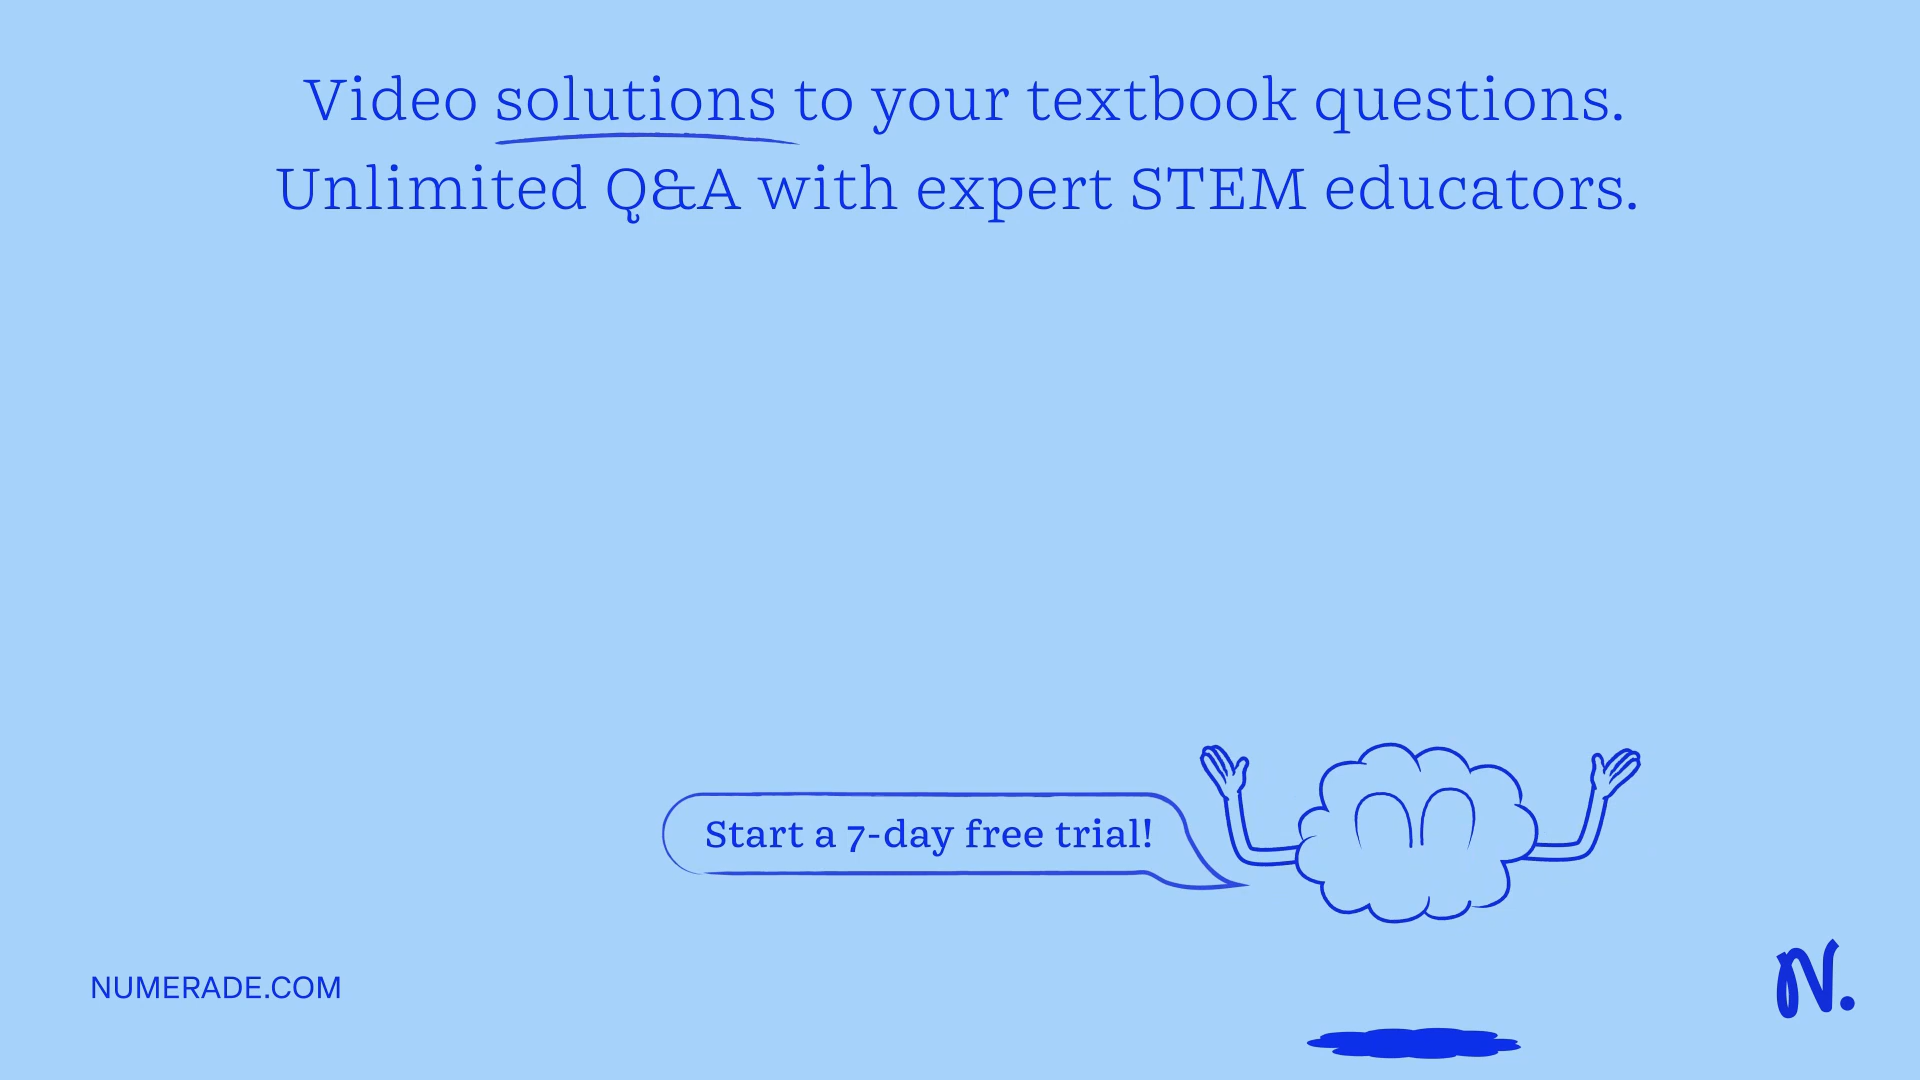 Video solutions to your textbook questions.
Unlimited Q&A with expert STEM educators.
Start a 7-day free trial!
NUMERADE.COM
N.